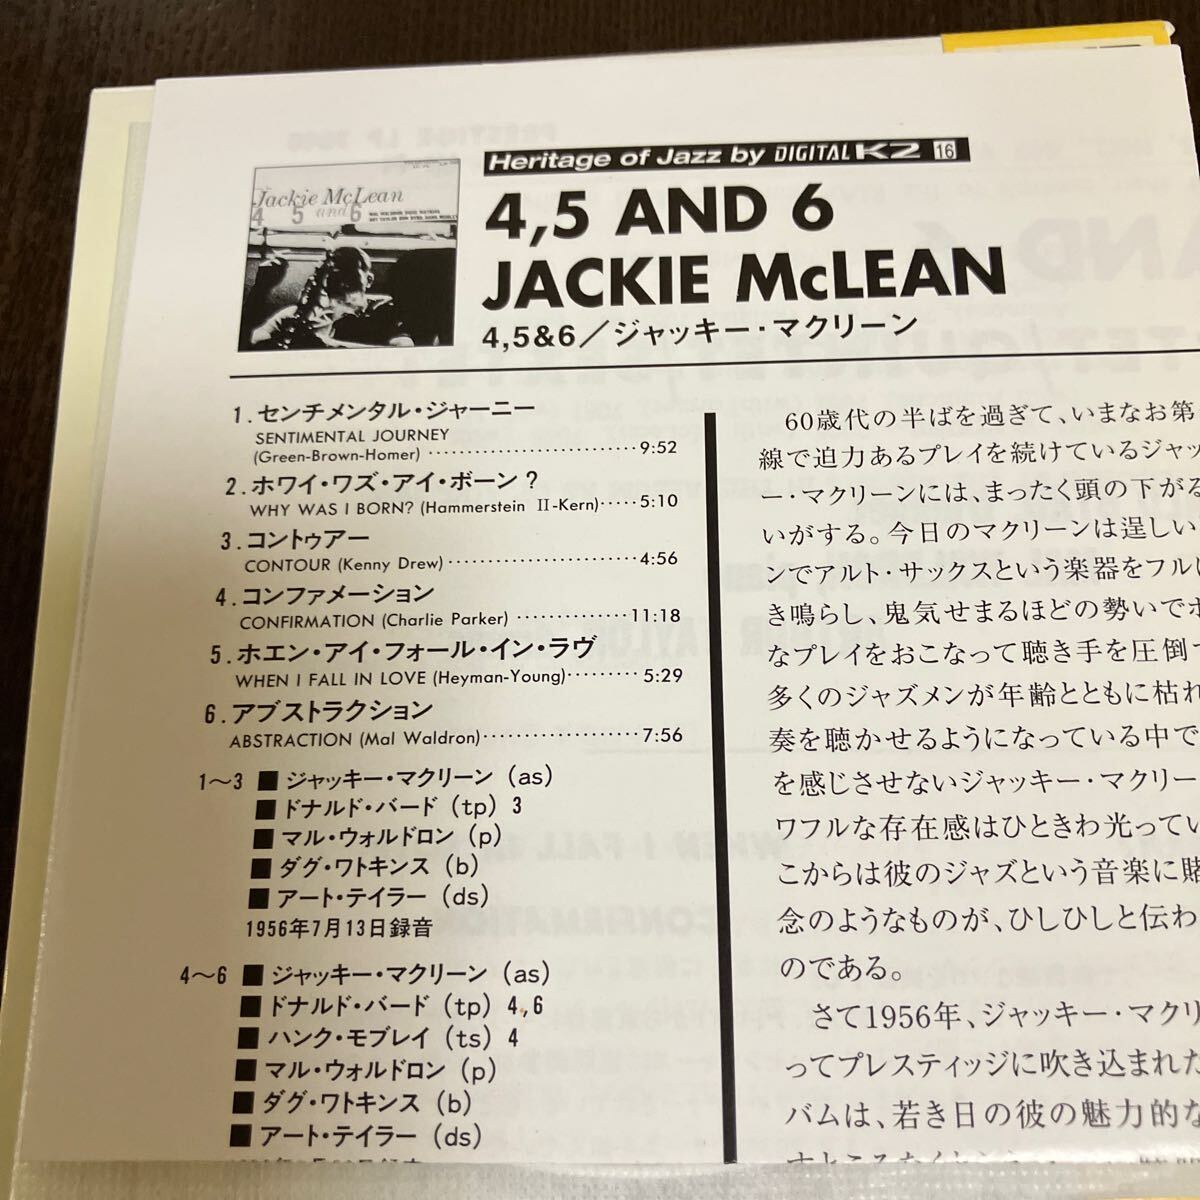 Heritage of Jazz by DIGITAL K2 16
Jackie McLean
4 5 and 6
4,5 AND 6
JACKIE McLEAN
4,5&6／ジャッキー・マクリーン
1.センチメンタル・ジャーニー
SENTIMENTAL JOURNEY
(Green-Brown-Homer) ························ 9:52
2.ホワイ・ワズ・アイ・ボーン？
WHY WAS I BORN? (Hammerstein II-Kern)·····5:10
3.コントゥアー
CONTOUR (Kenny Drew)·····················4:56
4.コンファメーション
CONFIRMATION (Charlie Parker) ············11:18
5.ホエン・アイ・フォール・イン・ラヴ
WHEN I FALL IN LOVE (Heyman-Young)·········5:29
6.アブストラクション
ABSTRACTION (Mal Waldron)··················7:56
1〜3 ■ジャッキー・マクリーン(as)
■ドナルド・バード(tp) 3
■マル・ウォルドロン(p)
■ダグ・ワトキンス(b)
■アート・テイラー(ds)
1956年7月13日録音
4〜6 ■ジャッキー・マクリーン(as)
■ドナルド・バード(tp) 4,6
■ハンク・モブレイ(ts) 4
■マル・ウォルドロン(p)
■ダグ・ワトキンス(b)
■アート・テイラー(ds)
60歳代の半ばを過ぎて、いまなお第
線で迫力あるプレイを続けているジャッ
ー・マクリーンには、まったく頭の下がる
いがする。今日のマクリーンは逞しい
ンでアルト・サックスという楽器をフルに
き鳴らし、鬼気せまるほどの勢いでホ
なプレイをおこなって聴き手を圧倒
多くのジャズメンが年齢とともに枯れ
奏を聴かせるようになっている中で
を感じさせないジャッキー・マクリー
ワフルな存在感はひときわ光ってい
こからは彼のジャズという音楽に賭
念のようなものが、ひしひしと伝わ
のである。
さて1956年、ジャッキー・マクリ
ってプレスティッジに吹き込まれた
バムは、若き日の彼の魅力的な